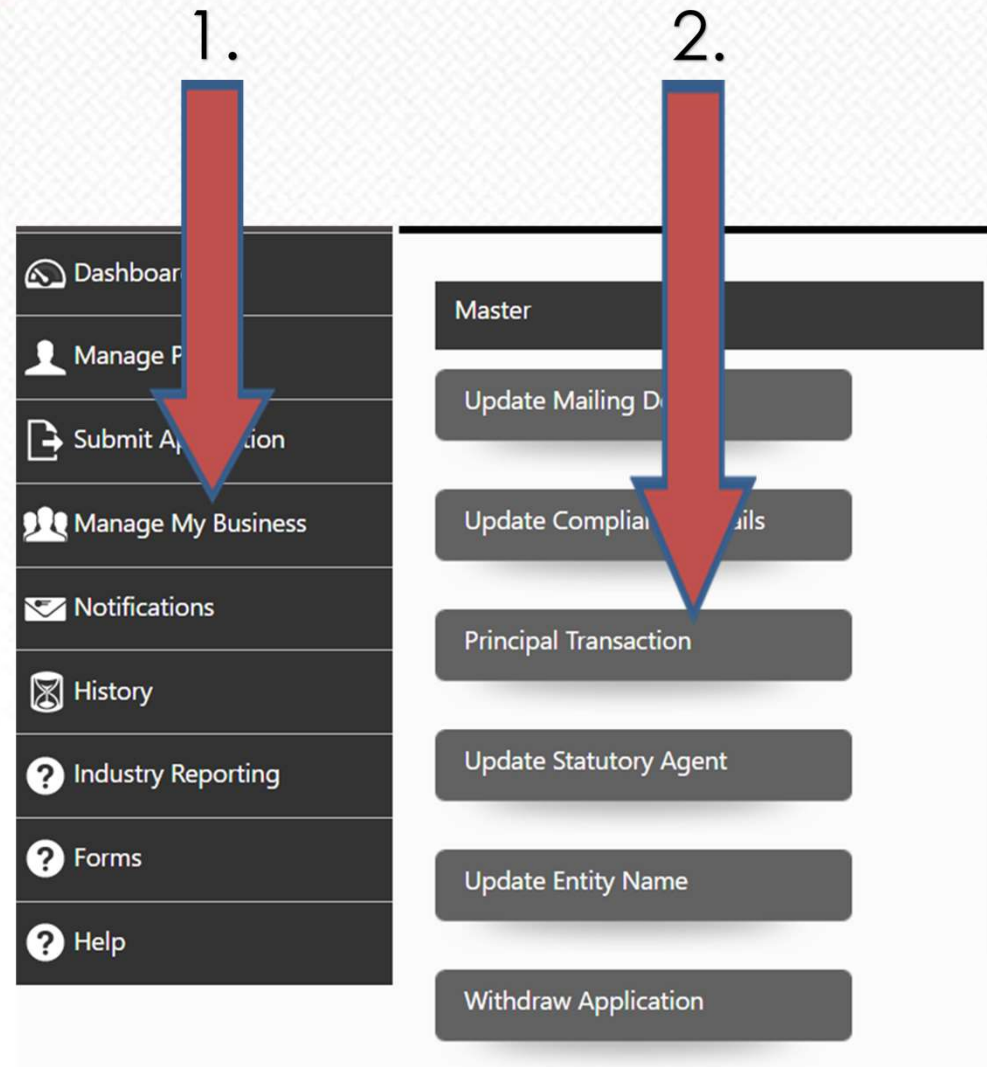 1.
2.
Dashboar
Manage P
Submit Ap tion
Manage My Business
Notifications
History
Industry Reporting
Forms
Help
Master
Update Mailing D
Update Complia ils
Principal Transaction
Update Statutory Agent
Update Entity Name
Withdraw Application